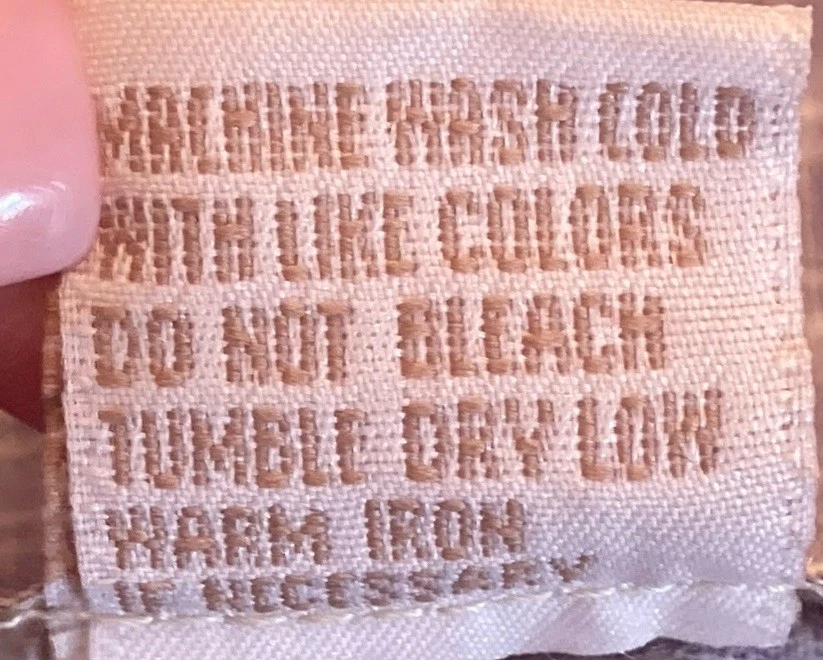 MACHINE WASH COLD
WITH LIKE COLORS
DO NOT BLEACH
TUMBLE DRY LOW
WARM IRON
IF NECESSARY